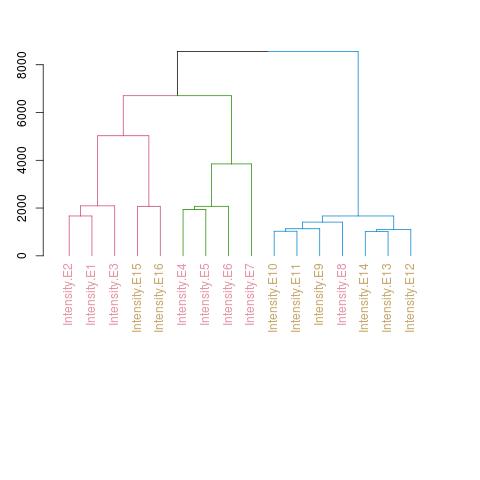 8000
6000
4000
2000
0
Intensity.E2
Intensity.E1
Intensity.E3
Intensity.E15
Intensity.E16
Intensity.E4
Intensity.E5
Intensity.E6
Intensity.E7
Intensity.E10
Intensity.E11
Intensity.E9
Intensity.E8
Intensity.E14
Intensity.E13
Intensity.E12